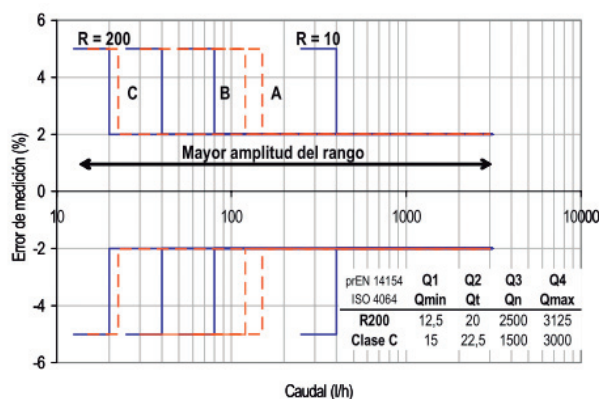 6
4
2
0
-2
-4
-6
Error de medición (%)
R = 200
R = 10
C
B
A
Mayor amplitud del rango
10
100
1000
10000
prEN 14154 Q1 Q2 Q3 Q4
ISO 4064 Qmin Qt Qn Qmax
R200 12,5 20 2500 3125
Clase C 15 22,5 1500 3000
Caudal (l/h)